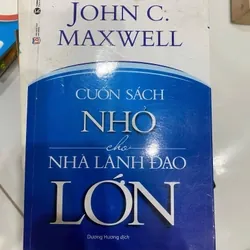 JOHN C.
MAXWELL
CUỐN SÁCH
NHỎ
cho
NHÀ LÃNH ĐẠO
LỚN
Dương Hương dịch